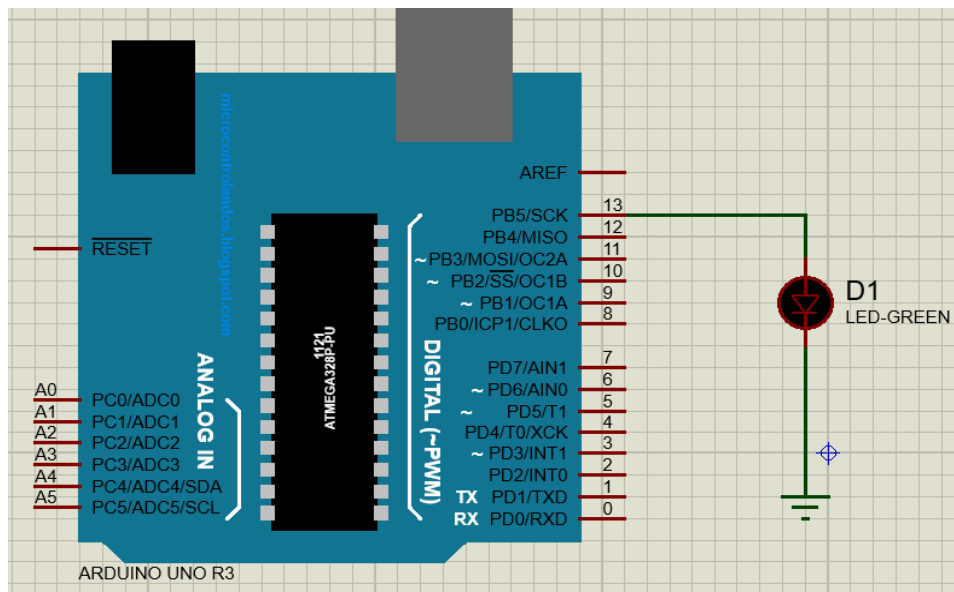 microcontrolandos.blogspot.com
AREF
PB5/SCK 13
PB4/MISO 12
~PB3/MOSI/OC2A 11
~ PB2/SS/OC1B 10
~ PB1/OC1A 9
PB0/ICP1/CLKO 8
RESET
1121
ATMEGA328P-PU
DIGITAL (~PWM)
ANALOG IN
PD7/AIN1 7
~ PD6/AIN0 6
~ PD5/T1 5
PD4/T0/XCK 4
~ PD3/INT1 3
PD2/INT0 2
TX PD1/TXD 1
RX PD0/RXD 0
A0 PC0/ADC0
A1 PC1/ADC1
A2 PC2/ADC2
A3 PC3/ADC3
A4 PC4/ADC4/SDA
A5 PC5/ADC5/SCL
D1
LED-GREEN
ARDUINO UNO R3